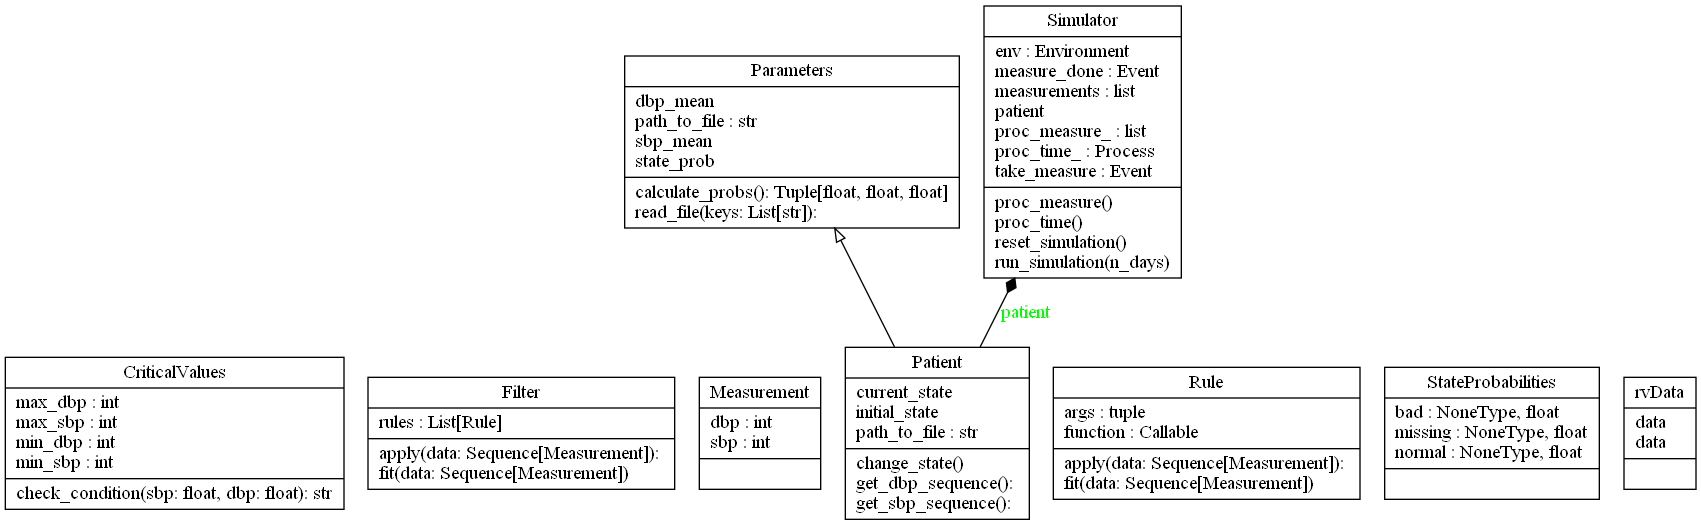 Simulator
env : Environment
measure_done : Event
measurements : list
patient
proc_measure_ : list
proc_time_ : Process
take_measure : Event
proc_measure()
proc_time()
reset_simulation()
run_simulation(n_days)
Parameters
dbp_mean
path_to_file : str
sbp_mean
state_prob
calculate_probs(): Tuple[float, float, float]
read_file(keys: List[str]):
patient
CriticalValues
max_dbp : int
max_sbp : int
min_dbp : int
min_sbp : int
check_condition(sbp: float, dbp: float): str
Filter
rules : List[Rule]
apply(data: Sequence[Measurement]):
fit(data: Sequence[Measurement])
Measurement
dbp : int
sbp : int
Patient
current_state
initial_state
path_to_file : str
change_state()
get_dbp_sequence():
get_sbp_sequence():
Rule
args : tuple
function : Callable
apply(data: Sequence[Measurement]):
fit(data: Sequence[Measurement])
StateProbabilities
bad : NoneType, float
missing : NoneType, float
normal : NoneType, float
rvData
data
data